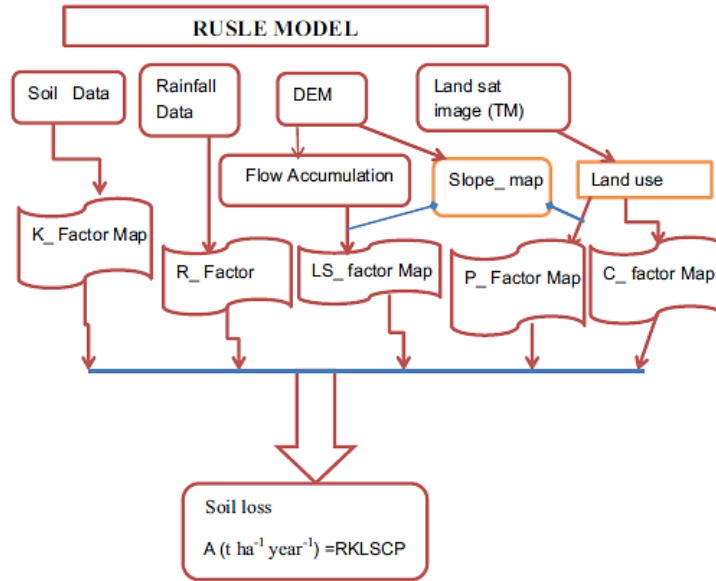 RUSLE MODEL
Soil Data
Rainfall
Data
DEM
Land sat
image (TM)
Flow Accumulation
Slope_ map
Land use
K_ Factor Map
R_ Factor
LS_ factor Map
P_ Factor Map
C_ factor Map
Soil loss
A (t ha⁻¹ year⁻¹) =RKLSCP